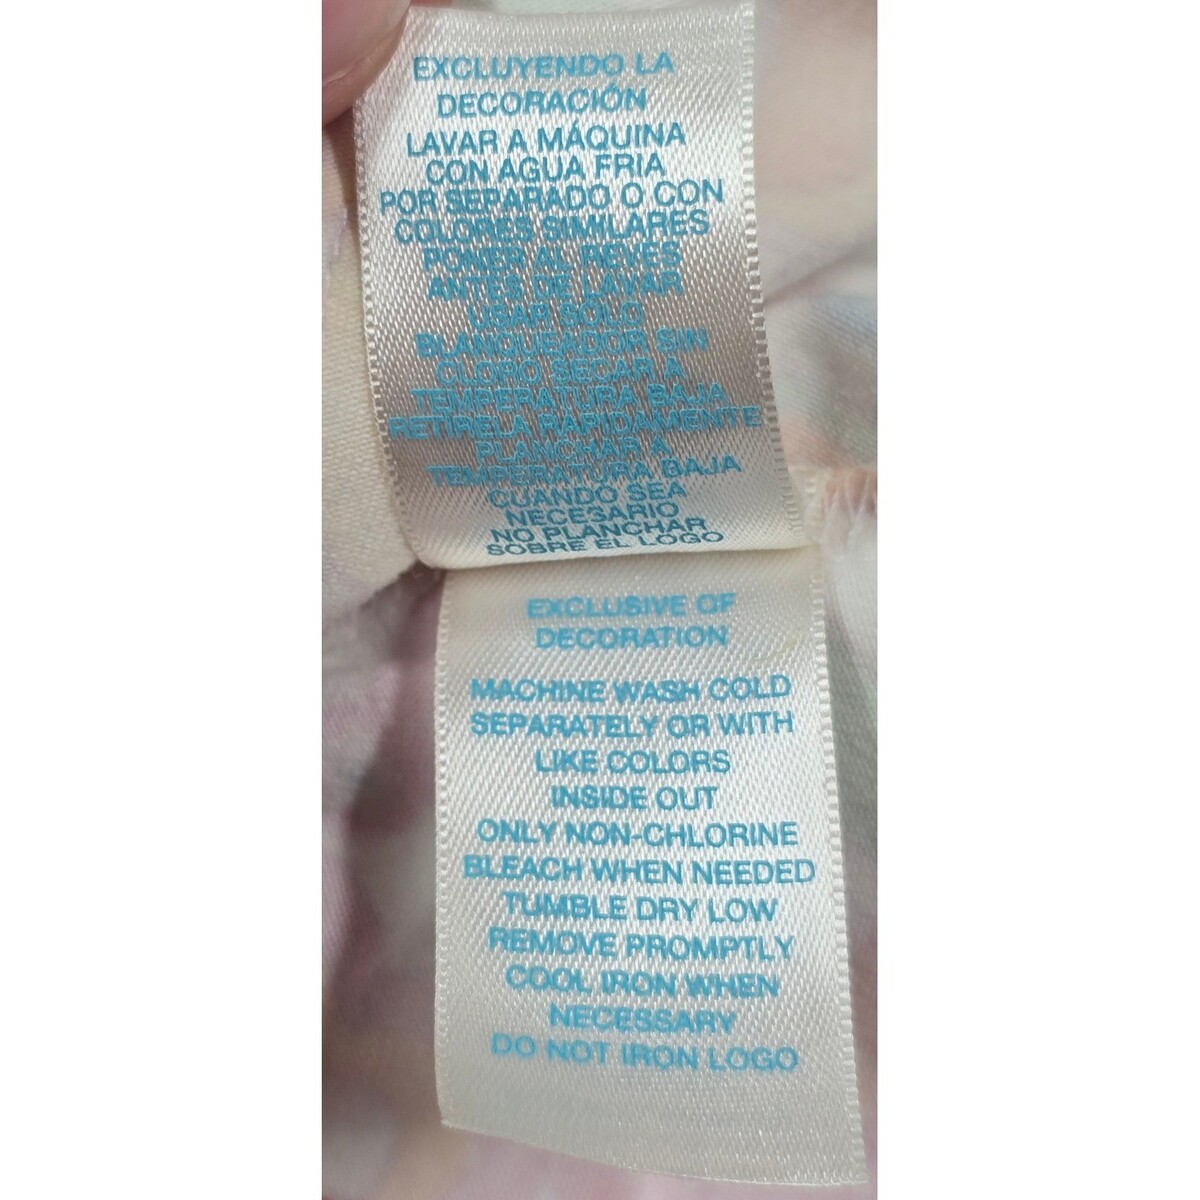 EXCLUYENDO LA
DECORACIÓN
LAVAR A MÁQUINA
CON AGUA FRIA
POR SEPARADO O CON
COLORES SIMILARES
PONER AL REVES
ANTES DE LAVAR
USAR SÓLO
BLANQUEADOR SIN
CLORO SECAR A
TEMPERATURA BAJA
RETIRELA RAPIDAMENTE
PLANCHAR A
TEMPERATURA BAJA
CUANDO SEA
NECESARIO
NO PLANCHAR
SOBRE EL LOGO
EXCLUSIVE OF
DECORATION
MACHINE WASH COLD
SEPARATELY OR WITH
LIKE COLORS
INSIDE OUT
ONLY NON-CHLORINE
BLEACH WHEN NEEDED
TUMBLE DRY LOW
REMOVE PROMPTLY
COOL IRON WHEN
NECESSARY
DO NOT IRON LOGO